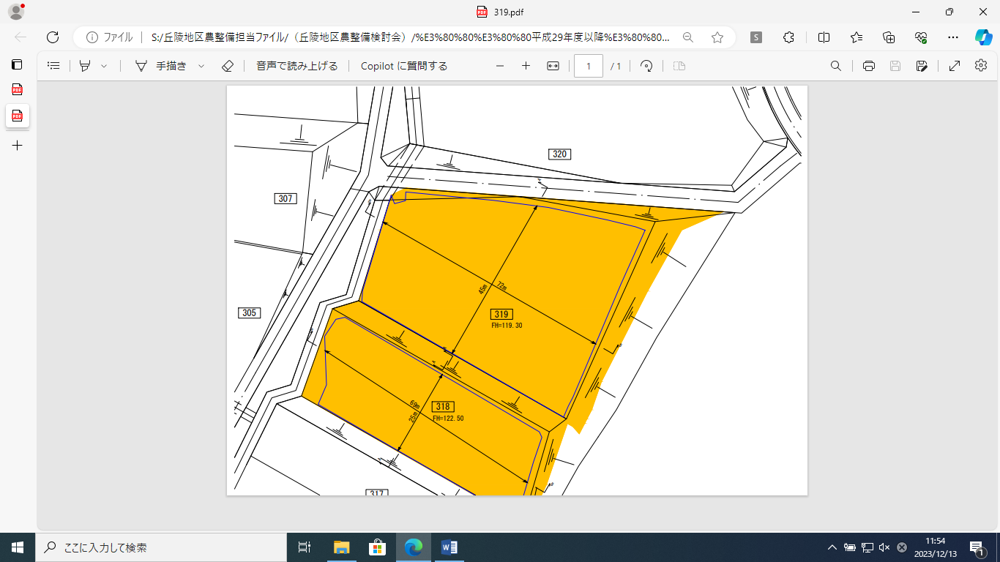 319.pdf
ファイル
S:/丘陵地区農整備担当ファイル/（丘陵地区農整備検討会）/%E3%80%80%E3%80%80平成29年度以降%E3%80%80...
S
手描き
音声で読み上げる
Copilot に質問する
1
/ 1
320
307
305
72m
45m
319
FH=119.30
69m
25m
318
FH=122.50
317
ここに入力して検索
11:54
2023/12/13
1